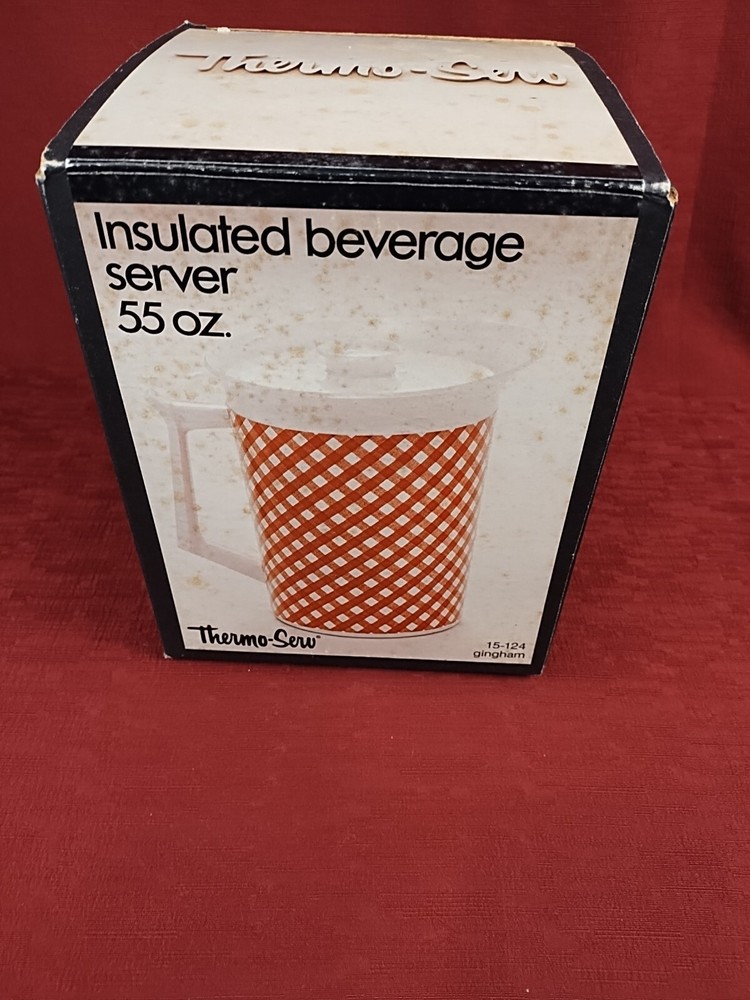 Thermo-Serv
Insulated beverage
server
55 oz.
Thermo-Serv
15-124
gingham